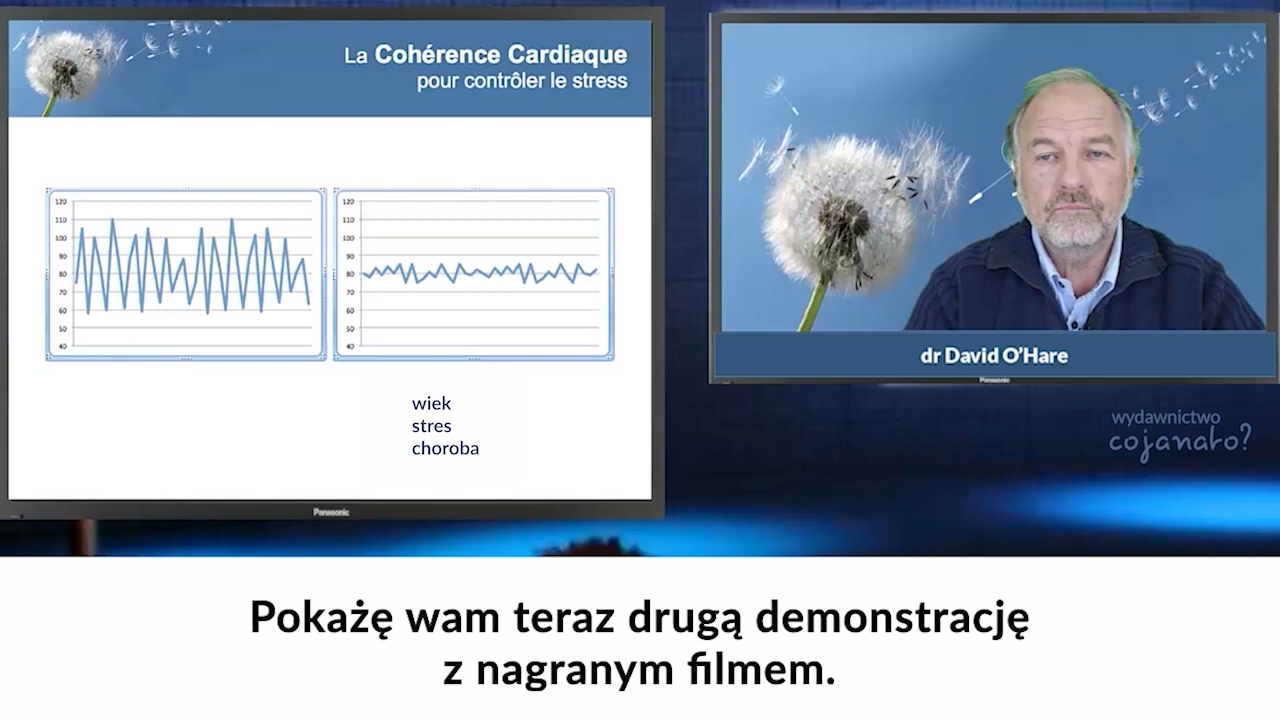 La Cohérence Cardiaque
pour contrôler le stress
120
110
100
90
80
70
60
50
40
120
110
100
90
80
70
60
50
40
wiek
stres
choroba
Panasonic
dr David O'Hare
Panasonic
wydawnictwo
cojanato?
Pokażę wam teraz drugą demonstrację
z nagranym filmem.